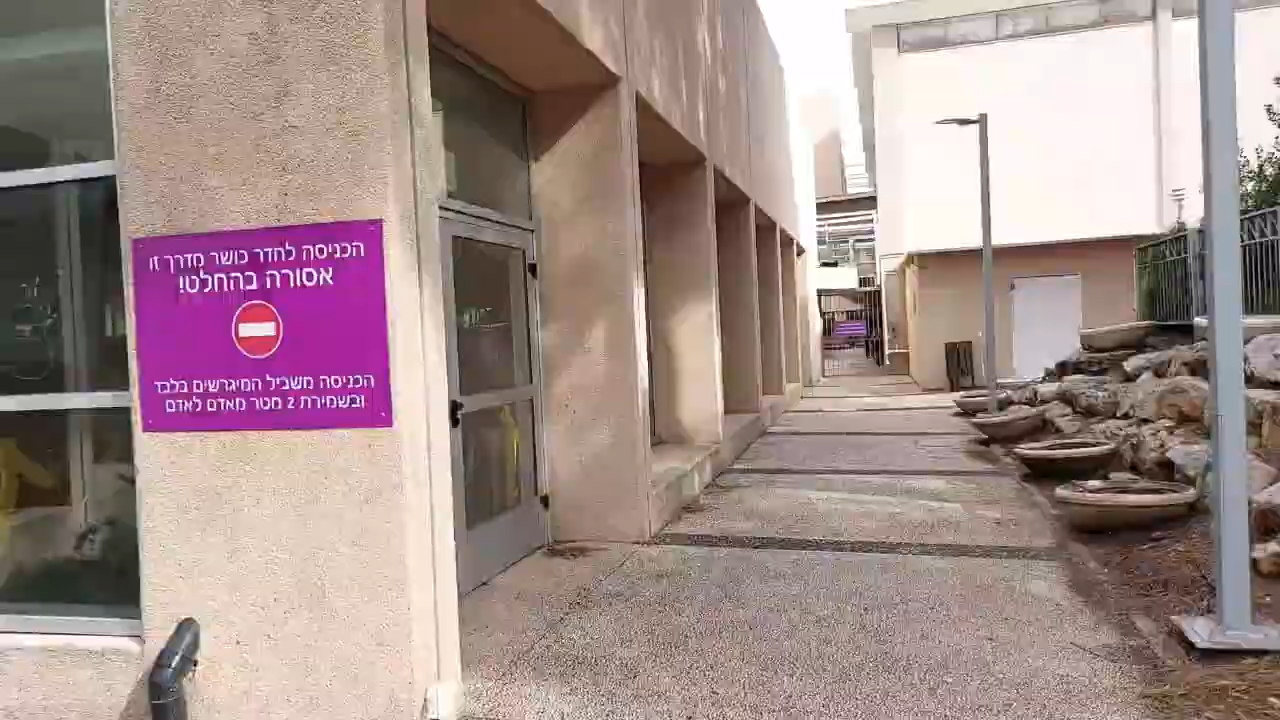 הכניסה לחדר כושר מדרך זו
אסורה בהחלט!
הכניסה משביל המיגרשים בלבד
ובשמירת 2 מטר מאדם לאדם